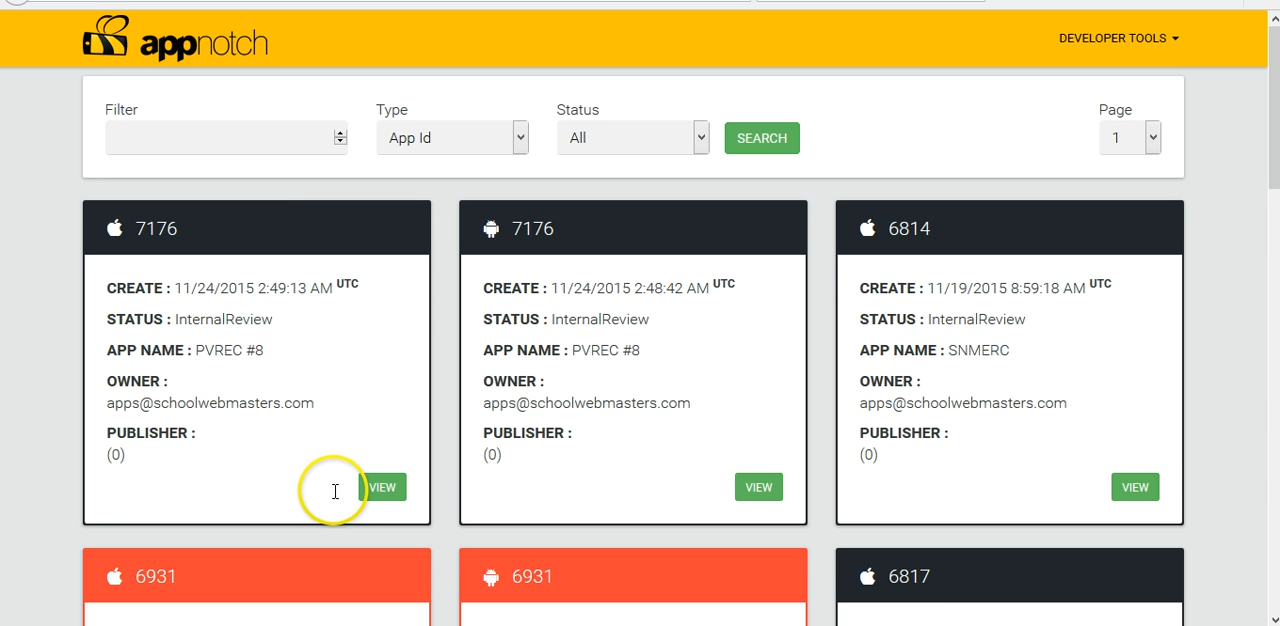 appnotch
DEVELOPER TOOLS
Filter
Type
Status
Page
App Id
All
SEARCH
1
7176
CREATE : 11/24/2015 2:49:13 AM UTC
STATUS : InternalReview
APP NAME : PVREC #8
OWNER :
apps@schoolwebmasters.com
PUBLISHER :
(0)
VIEW
7176
CREATE : 11/24/2015 2:48:42 AM UTC
STATUS : InternalReview
APP NAME : PVREC #8
OWNER :
apps@schoolwebmasters.com
PUBLISHER :
(0)
VIEW
6814
CREATE : 11/19/2015 8:59:18 AM UTC
STATUS : InternalReview
APP NAME : SNMERC
OWNER :
apps@schoolwebmasters.com
PUBLISHER :
(0)
VIEW
6931
6931
6817